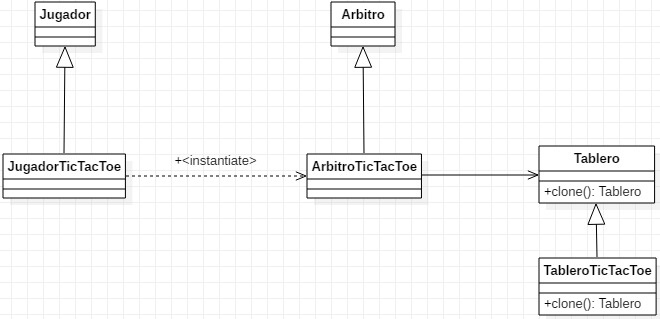 Jugador
Arbitro
JugadorTicTacToe
+<instantiate>
ArbitroTicTacToe
Tablero
+clone(): Tablero
TableroTicTacToe
+clone(): Tablero